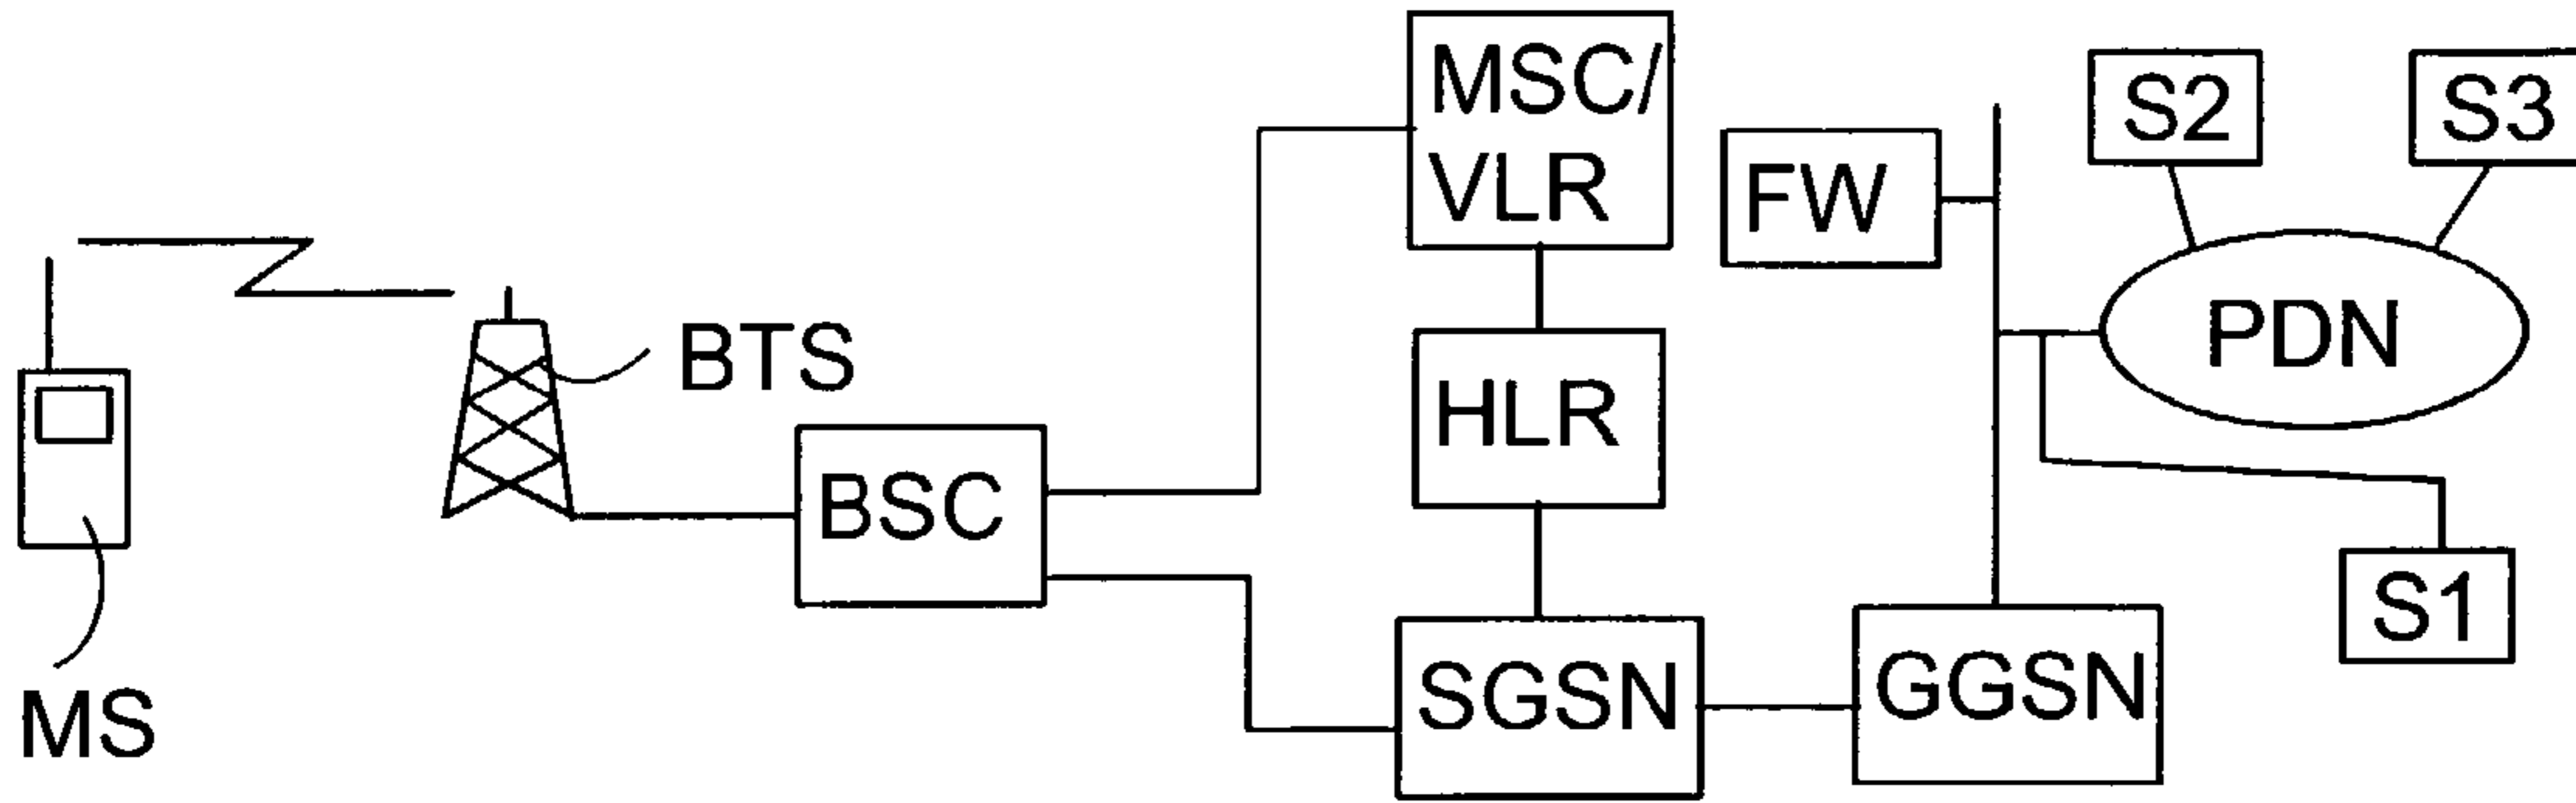 MS
BTS
BSC
MSC/
VLR
HLR
SGSN
GGSN
FW
PDN
S2
S3
S1